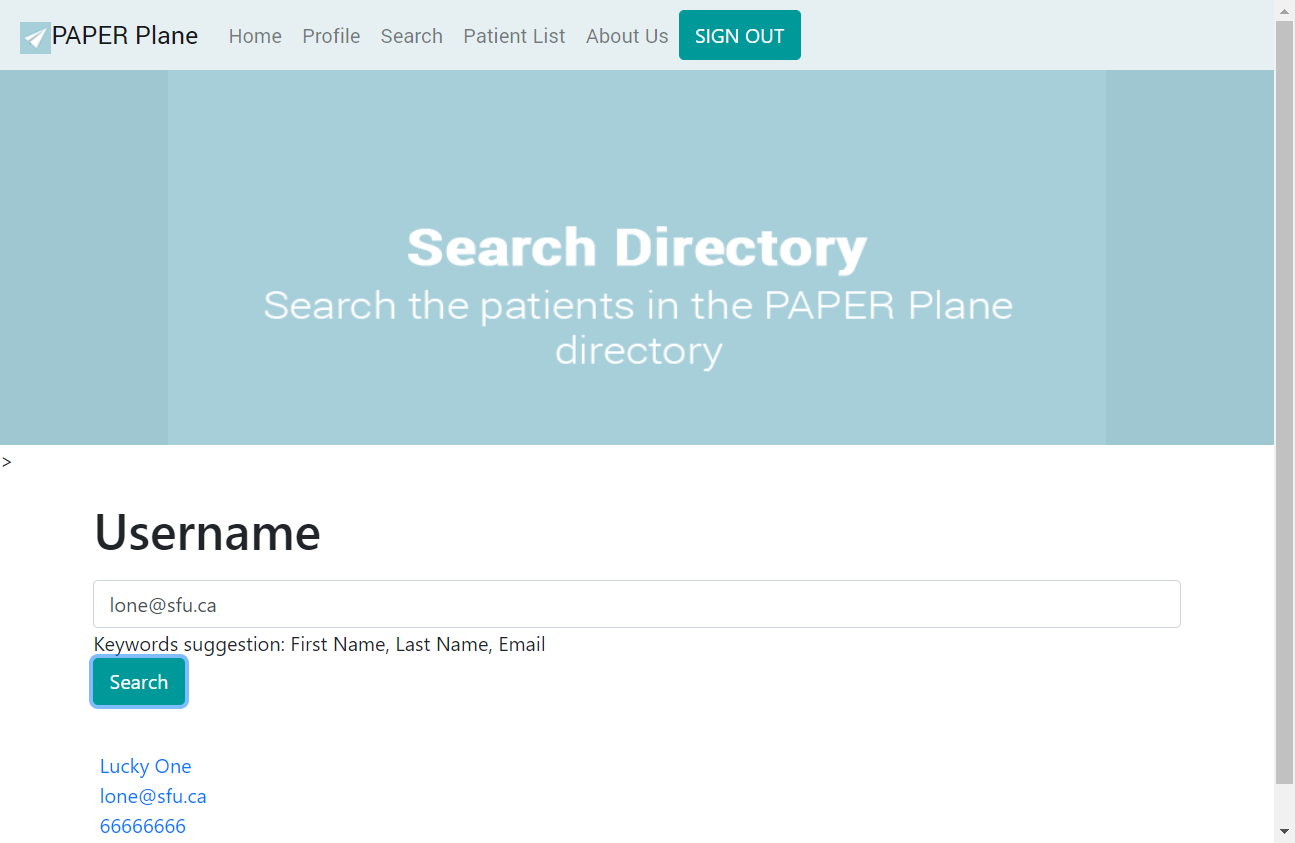 PAPER Plane Home Profile Search Patient List About Us SIGN OUT
Search Directory
Search the patients in the PAPER Plane
directory
>
Username
lone@sfu.ca
Keywords suggestion: First Name, Last Name, Email
Search
Lucky One
lone@sfu.ca
66666666